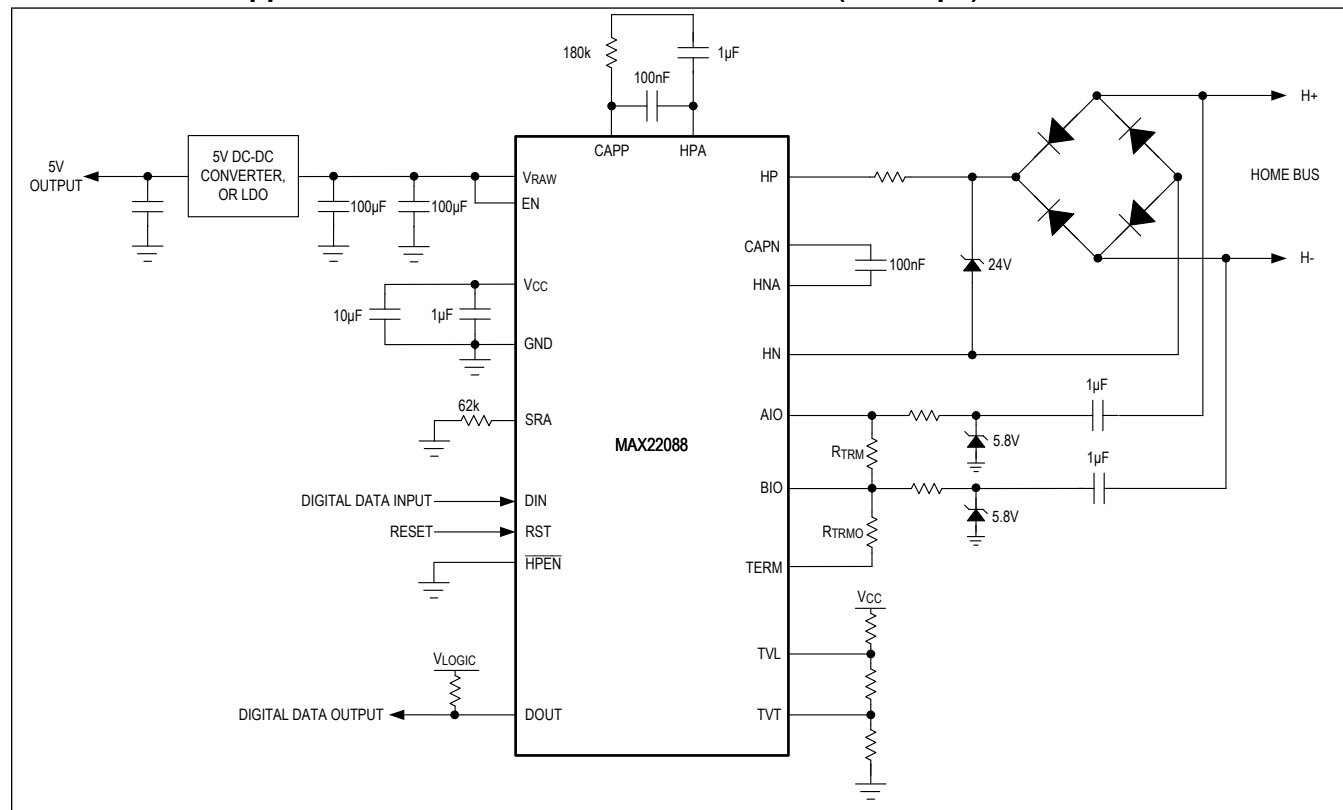 180k
1µF
100nF
CAPP
HPA
5V
OUTPUT
5V DC-DC
CONVERTER,
OR LDO
100µF
100µF
VRAW
EN
HP
H+
HOME BUS
CAPN
100nF
HNA
24V
H-
VCC
10µF
1µF
GND
HN
62k
SRA
AIO
1µF
5.8V
MAX22088
RTRM
1µF
BIO
5.8V
DIGITAL DATA INPUT
DIN
RESET
RST
RTRMO
HPEN
TERM
VCC
TVL
VLOGIC
DIGITAL DATA OUTPUT
DOUT
TVT